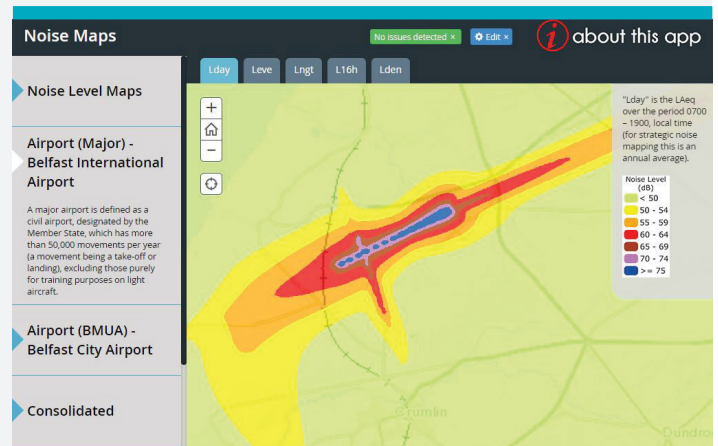 Noise Maps
No issues detected ×
Edit ×
i about this app
Lday
Leve
Lngt
L16h
Lden
Noise Level Maps
Airport (Major) -
Belfast International
Airport
A major airport is defined as a
civil airport, designated by the
Member State, which has more
than 50,000 movements per year
(a movement being a take-off or
landing), excluding those purely
for training purposes on light
aircraft.
Airport (BMUA) -
Belfast City Airport
Consolidated
+
−
"Lday" is the LAeq
over the period 0700
– 1900, local time
(for strategic noise
mapping this is an
annual average).
Noise Level
(dB)
< 50
50 - 54
55 - 59
60 - 64
65 - 69
70 - 74
>= 75
Crumlin